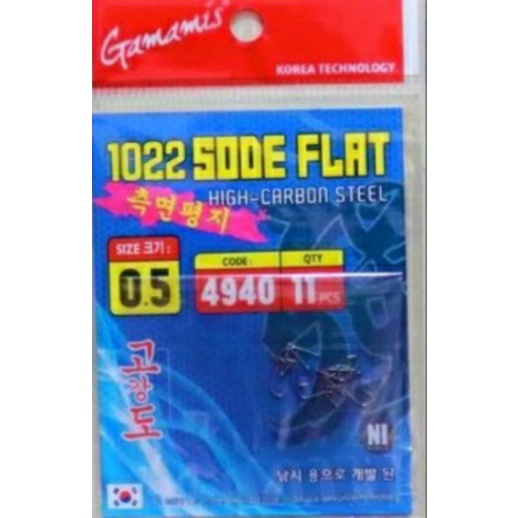 Gamamis
KOREA TECHNOLOGY
1022 SODE FLAT
HIGH-CARBON STEEL
측면평지
SIZE 크기 :
0.5
CODE :
4940
QTY
11 PCS
고강도
NI
낚시 용으로 개발 된